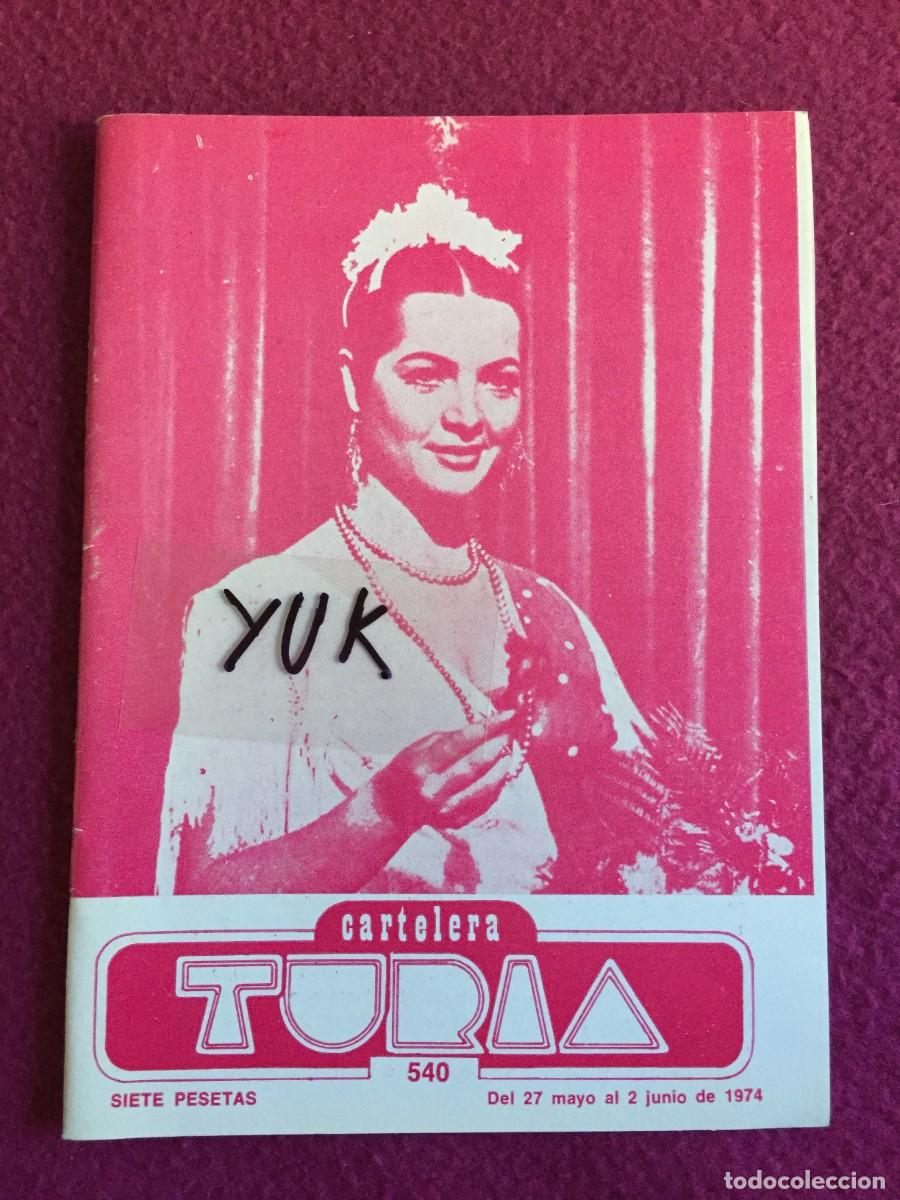 YUK
cartelera
TURIA
540
SIETE PESETAS
Del 27 mayo al 2 junio de 1974
todocoleccion